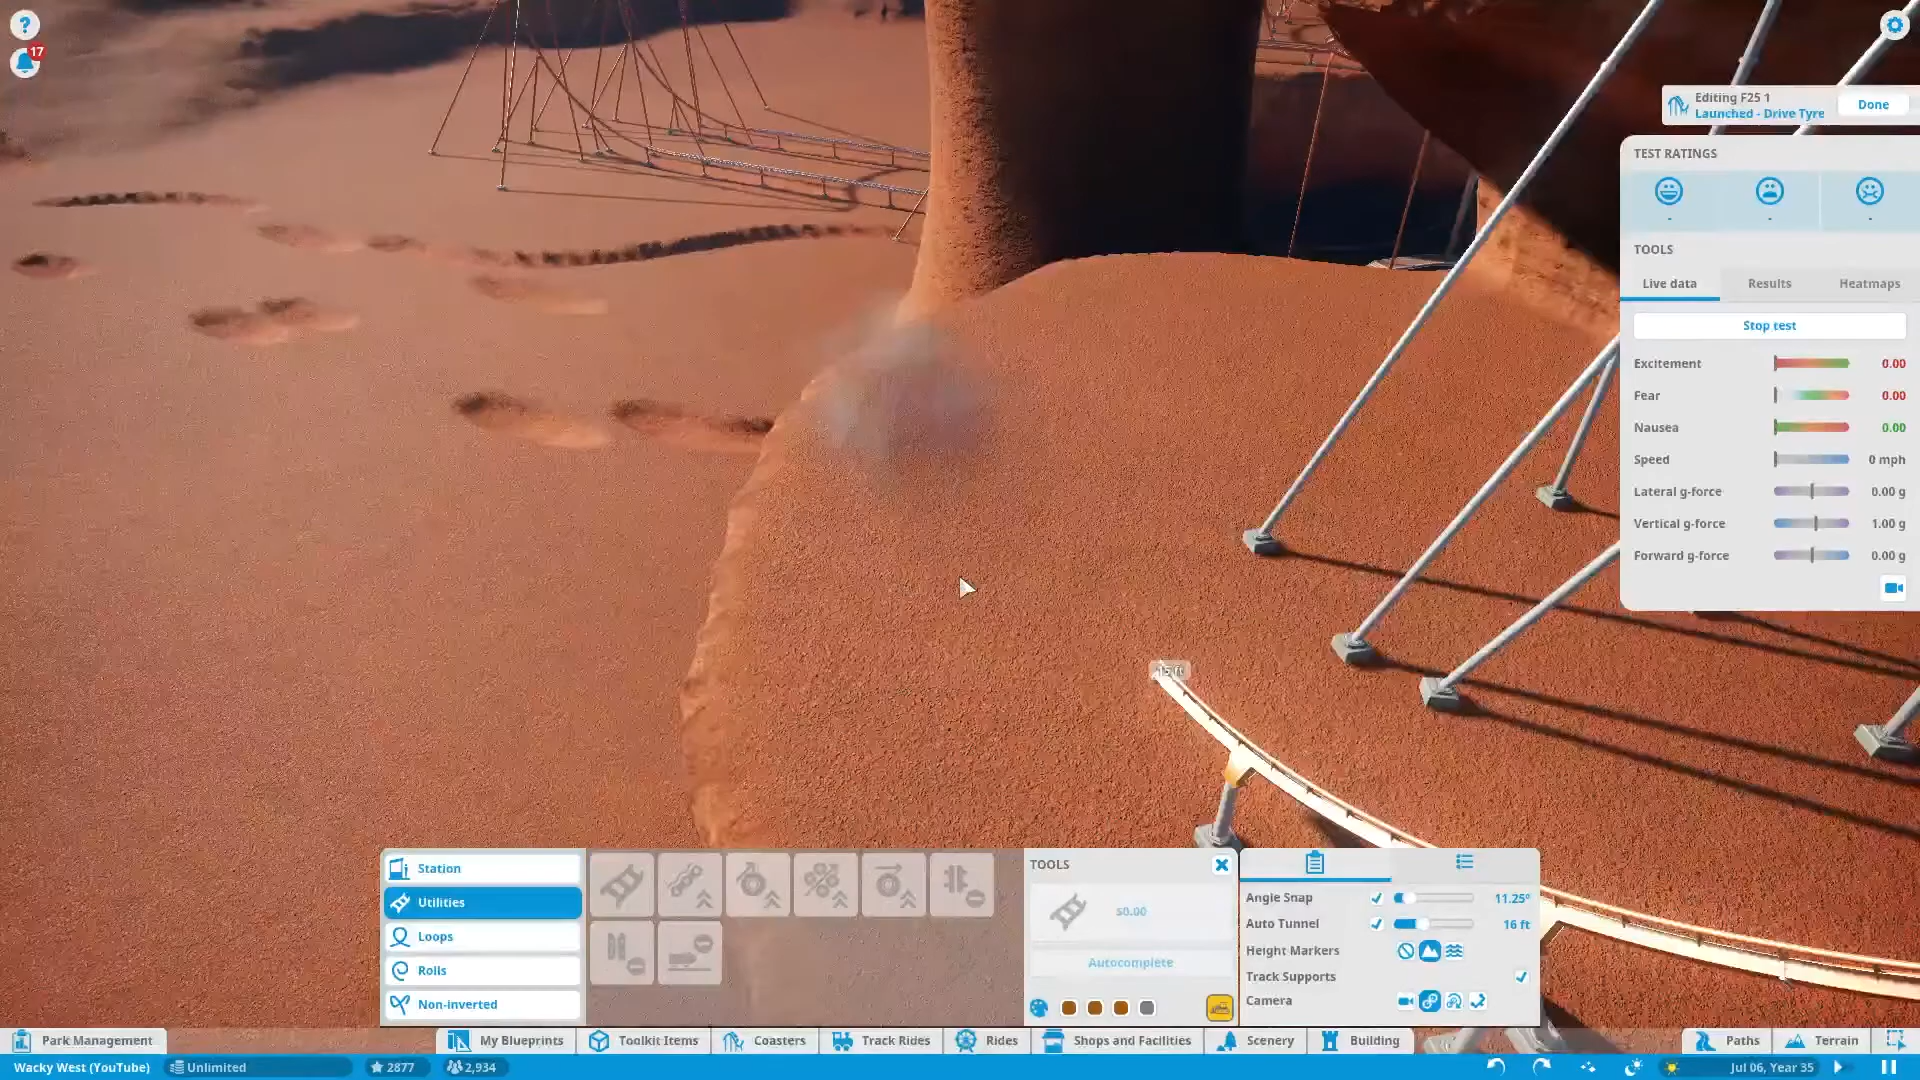 ?
17
Editing F25 1
Launched - Drive Tyre
Done
TEST RATINGS
- - -
TOOLS
Live data Results Heatmaps
Stop test
Excitement 0.00
Fear 0.00
Nausea 0.00
Speed 0 mph
Lateral g-force 0.00 g
Vertical g-force 1.00 g
Forward g-force 0.00 g
15 ft
Station
Utilities
Loops
Rolls
Non-inverted
TOOLS
$0.00
Autocomplete
Angle Snap 11.25°
Auto Tunnel 16 ft
Height Markers
Track Supports
Camera
Park Management
My Blueprints
Toolkit Items
Coasters
Track Rides
Rides
Shops and Facilities
Scenery
Building
Paths
Terrain
Wacky West (YouTube)
Unlimited
2877
2,934
Jul 06, Year 35